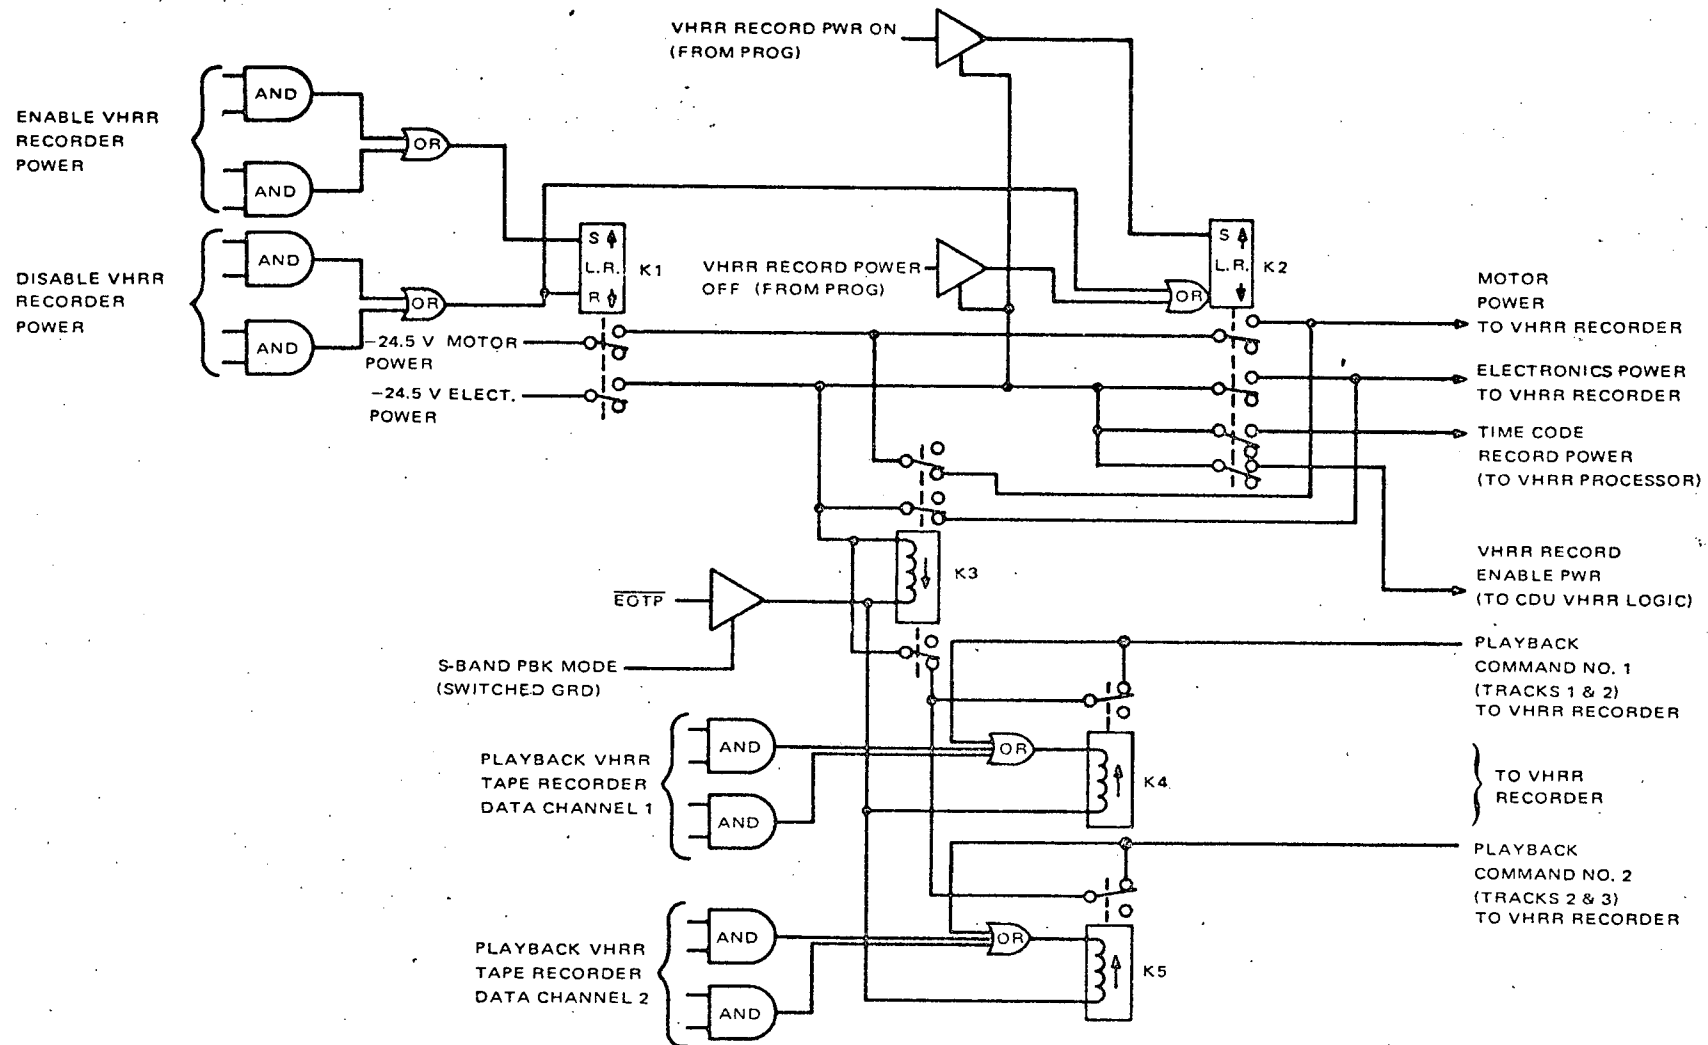 VHRR RECORD PWR ON
(FROM PROG)
ENABLE VHRR
RECORDER
POWER
AND
AND
OR
DISABLE VHRR
RECORDER
POWER
AND
AND
OR
S
L.R.
R
K1
VHRR RECORD POWER
OFF (FROM PROG)
OR
S
L.R.
K2
−24.5 V MOTOR
POWER
−24.5 V ELECT.
POWER
MOTOR
POWER
TO VHRR RECORDER
ELECTRONICS POWER
TO VHRR RECORDER
TIME CODE
RECORD POWER
(TO VHRR PROCESSOR)
VHRR RECORD
ENABLE PWR
(TO CDU VHRR LOGIC)
K3
EOTP
S-BAND PBK MODE
(SWITCHED GRD)
PLAYBACK
COMMAND NO. 1
(TRACKS 1 & 2)
TO VHRR RECORDER
PLAYBACK VHRR
TAPE RECORDER
DATA CHANNEL 1
AND
AND
OR
K4
TO VHRR
RECORDER
PLAYBACK
COMMAND NO. 2
(TRACKS 2 & 3)
TO VHRR RECORDER
PLAYBACK VHRR
TAPE RECORDER
DATA CHANNEL 2
AND
AND
OR
K5